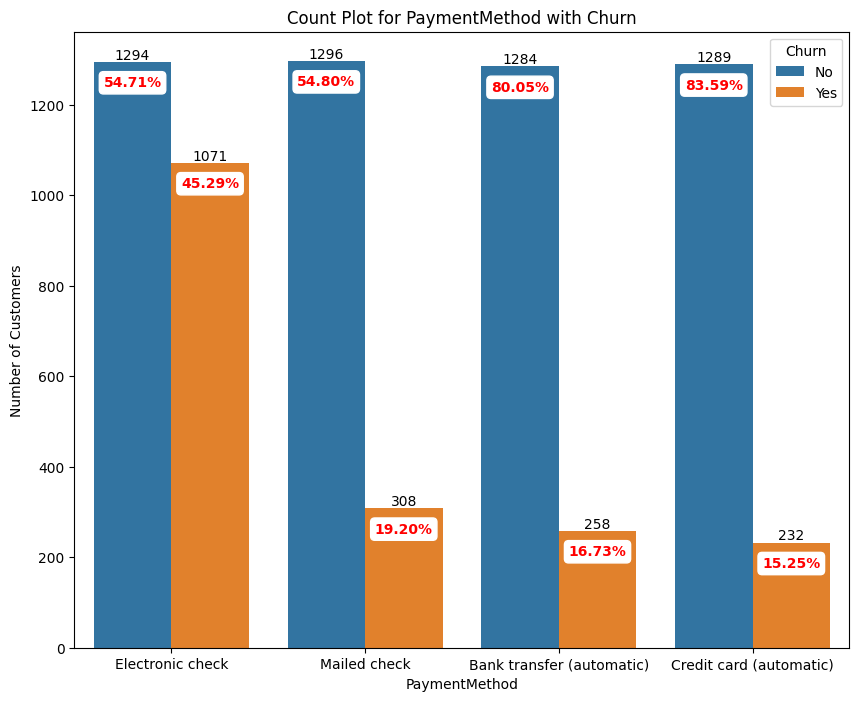 Count Plot for PaymentMethod with Churn
Churn
No
Yes
Number of Customers
1200
1000
800
600
400
200
0
1294
54.71%
1071
45.29%
1296
54.80%
308
19.20%
1284
80.05%
258
16.73%
1289
83.59%
232
15.25%
Electronic check
Mailed check
Bank transfer (automatic)
Credit card (automatic)
PaymentMethod